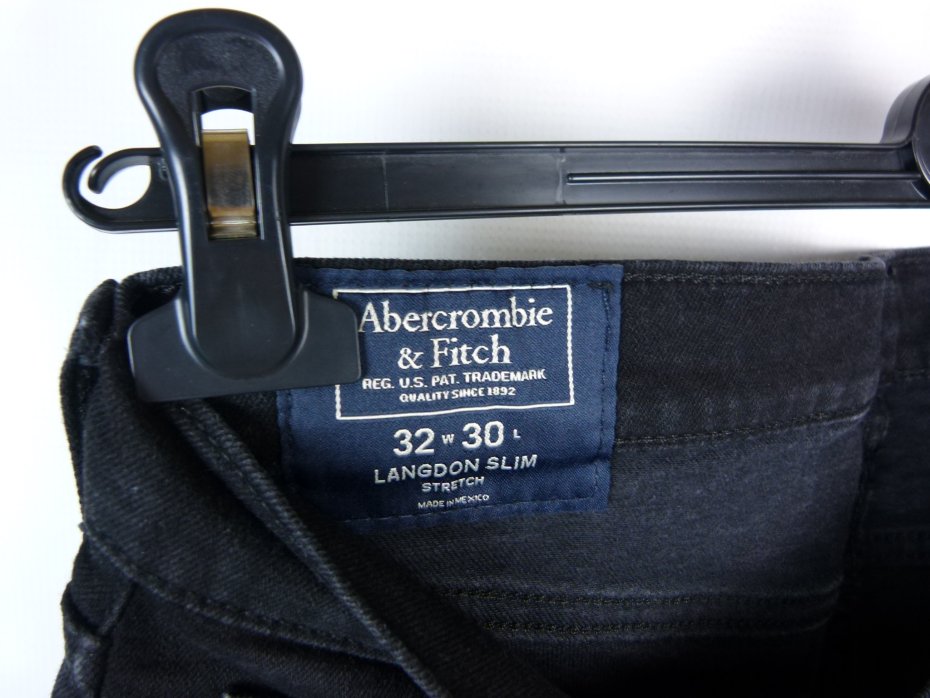 Abercrombie
& Fitch
REG. U.S. PAT. TRADEMARK
QUALITY SINCE 1892
32 W 30 L
LANGDON SLIM
STRETCH
MADE IN MEXICO